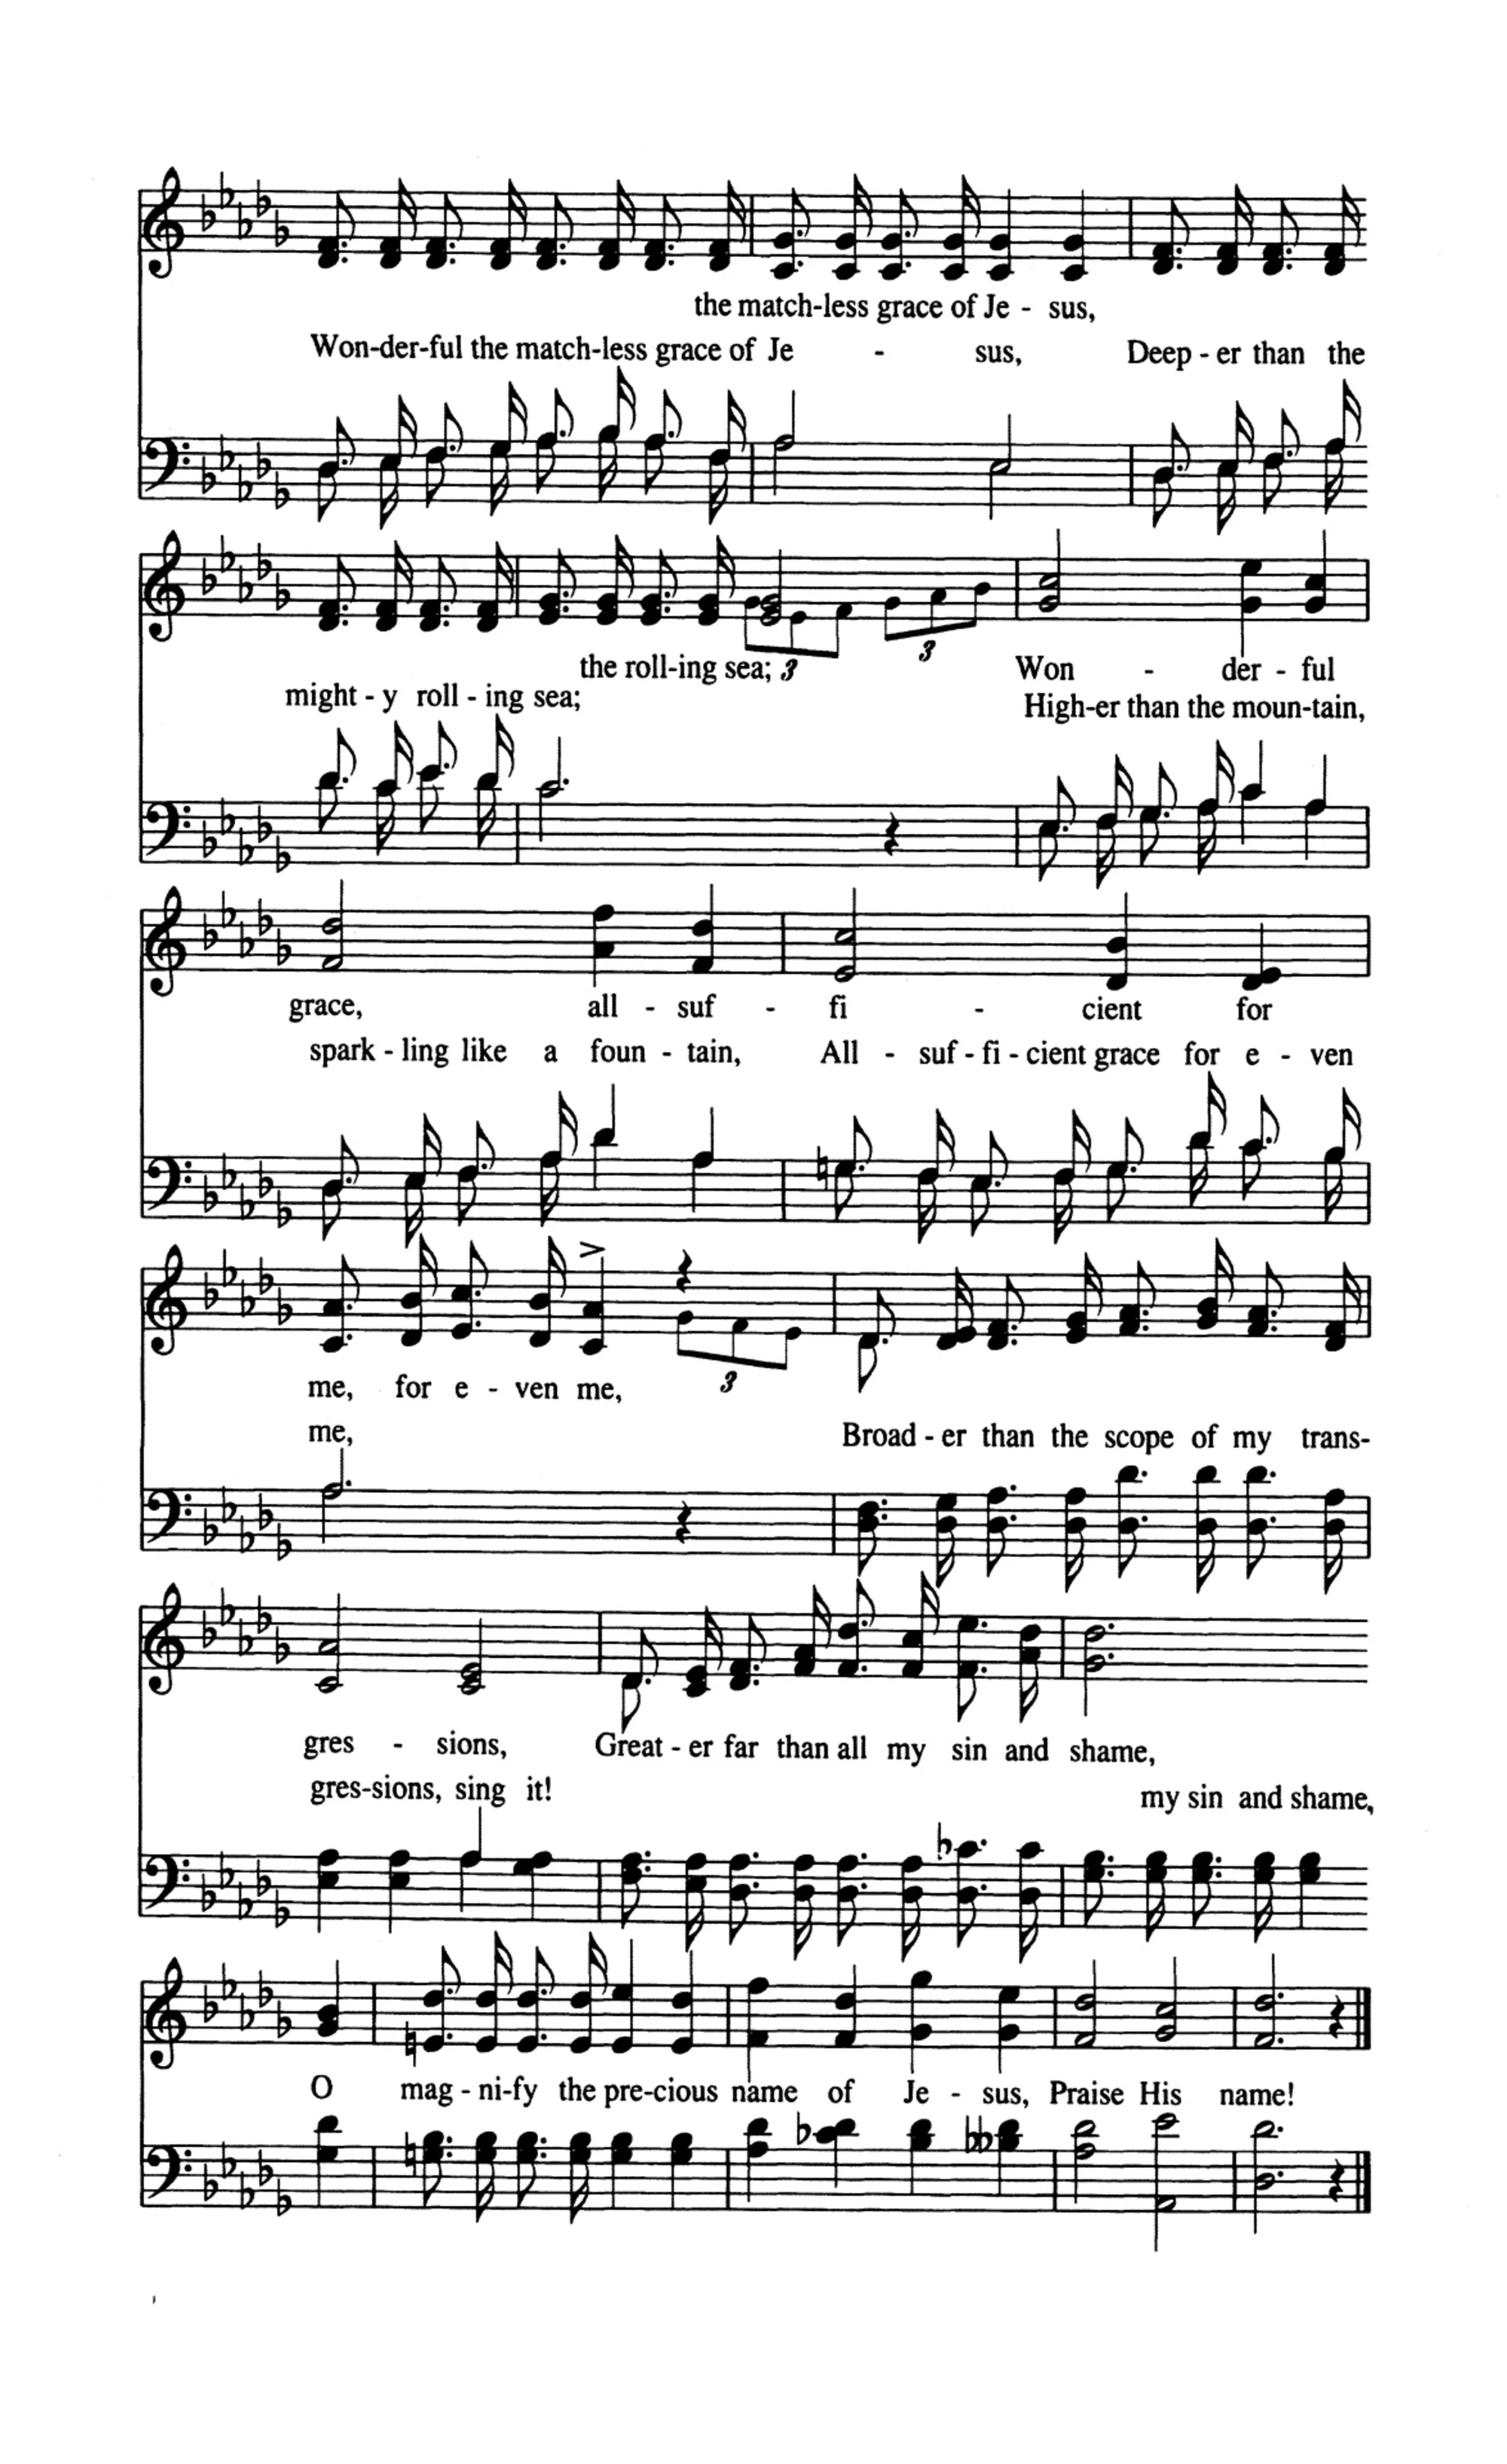 the match-less grace of Je - sus,
Won-der-ful the match-less grace of Je - sus, Deep - er than the
the roll-ing sea; 3 3 Won - der - ful
might - y roll - ing sea; High-er than the moun-tain,
grace, all - suf - fi - cient for
spark - ling like a foun - tain, All - suf - fi - cient grace for e - ven
3
me, for e - ven me,
me, Broad - er than the scope of my trans-
gres - sions, Great - er far than all my sin and shame,
gres-sions, sing it! my sin and shame,
O mag - ni-fy the pre-cious name of Je - sus, Praise His name!